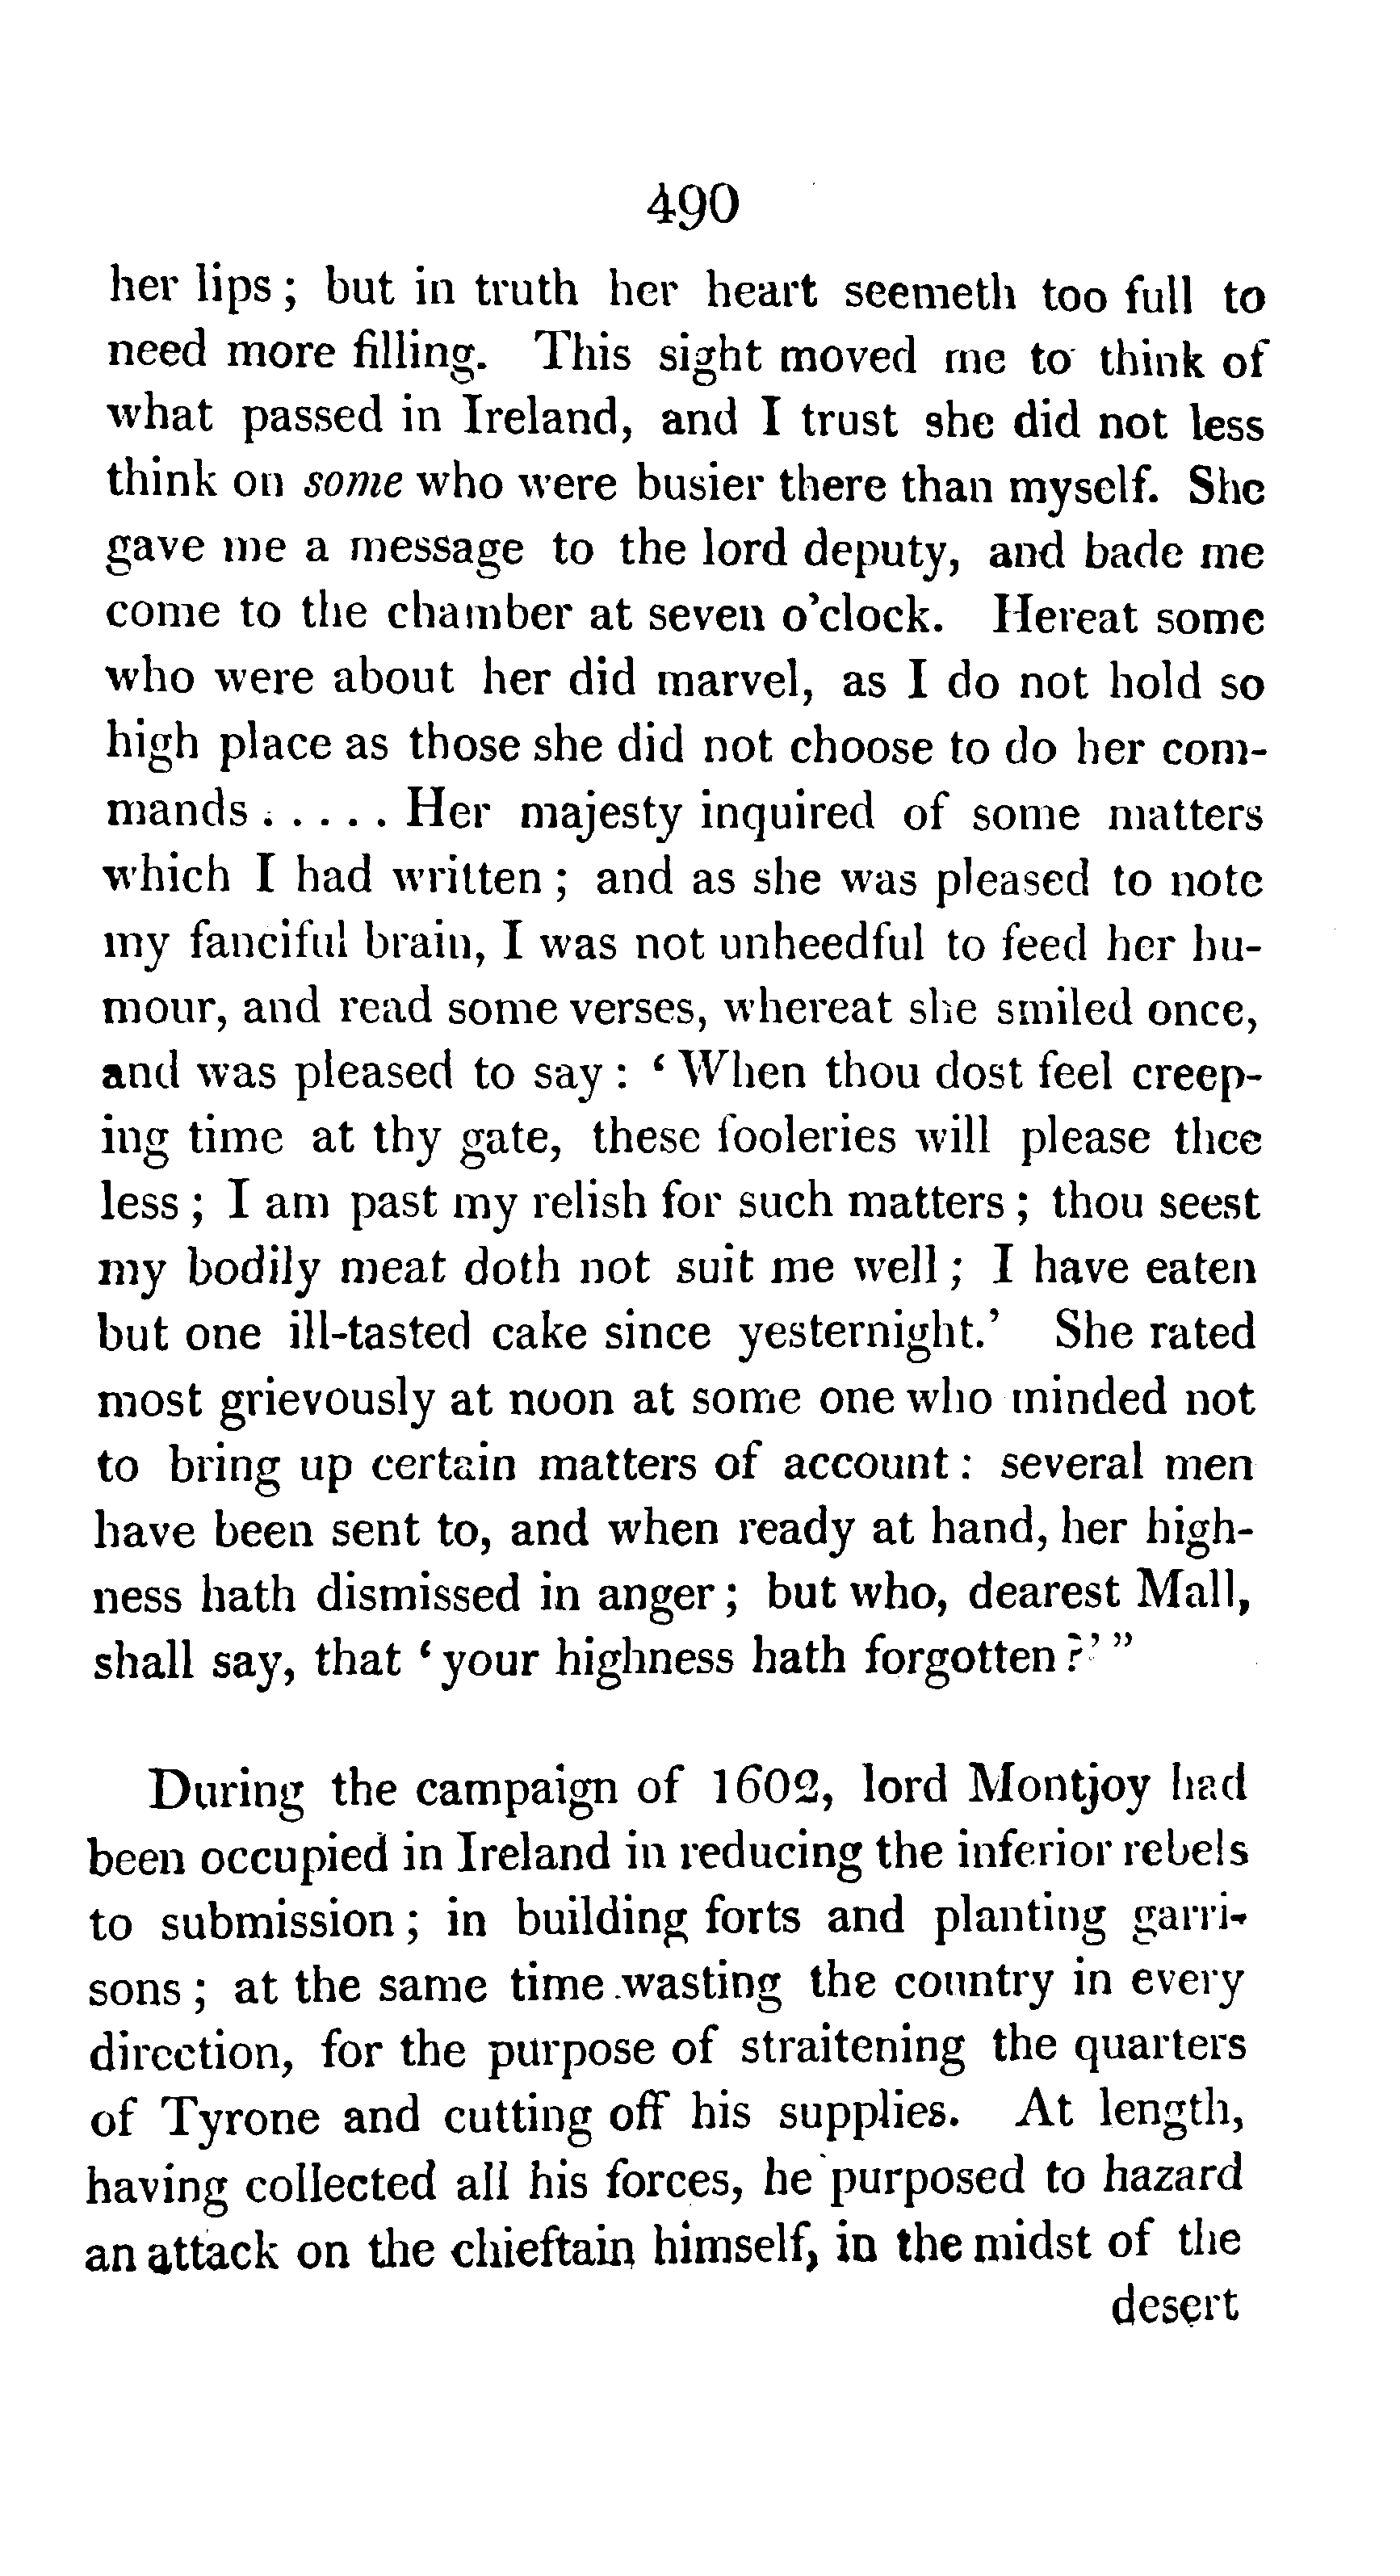 490
her lips ; but in truth her heart seemeth too full to
need more filling. This sight moved me to think of
what passed in Ireland, and I trust she did not less
think on some who were busier there than myself. She
gave me a message to the lord deputy, and bade me
come to the chamber at seven o'clock. Hereat some
who were about her did marvel, as I do not hold so
high place as those she did not choose to do her com-
mands . . . . . Her majesty inquired of some matters
which I had written ; and as she was pleased to note
my fanciful brain, I was not unheedful to feed her hu-
mour, and read some verses, whereat she smiled once,
and was pleased to say : ‘ When thou dost feel creep-
ing time at thy gate, these fooleries will please thee
less ; I am past my relish for such matters ; thou seest
my bodily meat doth not suit me well ; I have eaten
but one ill-tasted cake since yesternight.’ She rated
most grievously at noon at some one who minded not
to bring up certain matters of account : several men
have been sent to, and when ready at hand, her high-
ness hath dismissed in anger ; but who, dearest Mall,
shall say, that ‘ your highness hath forgotten ?’ ”
During the campaign of 1602, lord Montjoy had
been occupied in Ireland in reducing the inferior rebels
to submission ; in building forts and planting garri-
sons ; at the same time wasting the country in every
direction, for the purpose of straitening the quarters
of Tyrone and cutting off his supplies. At length,
having collected all his forces, he purposed to hazard
an attack on the chieftain himself, in the midst of the
desert